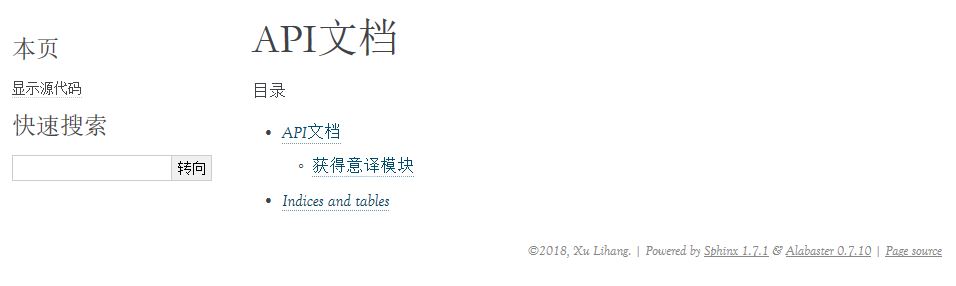 本页
显示源代码
快速搜索
转向
API文档
目录
API文档
获得意译模块
Indices and tables
©2018, Xu Lihang. | Powered by Sphinx 1.7.1 & Alabaster 0.7.10 | Page source